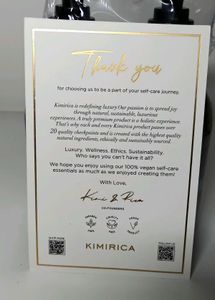 Thank you
for choosing us to be a part of your self-care journey
Kimirica is redefining luxury. Our passion is to spread joy
through natural, sustainable, luxurious
experiences. A truly premium product is a holistic experience.
That's why each and every Kimirica product passes over
20 quality checkpoints and is created with the highest quality
natural ingredients, ethically and sustainably sourced.
Luxury. Wellness. Ethics. Sustainability.
Who says you can't have it all?
We hope you enjoy using our 100% vegan self-care
essentials as much as we enjoyed creating them!
With Love,
CO-FOUNDERS
KIMIRICA